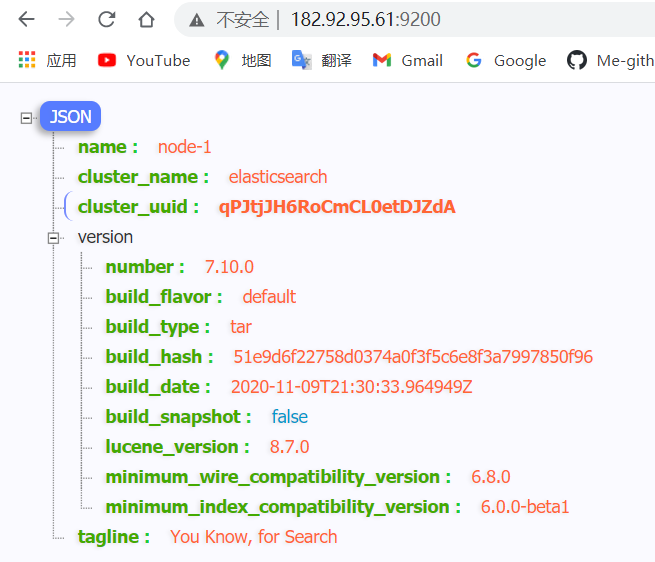 不安全 | 182.92.95.61:9200
应用 YouTube 地图 翻译 Gmail Google Me-gith
JSON
name : node-1
cluster_name : elasticsearch
cluster_uuid : qPJtjJH6RoCmCL0etDJZdA
version
number : 7.10.0
build_flavor : default
build_type : tar
build_hash : 51e9d6f22758d0374a0f3f5c6e8f3a7997850f96
build_date : 2020-11-09T21:30:33.964949Z
build_snapshot : false
lucene_version : 8.7.0
minimum_wire_compatibility_version : 6.8.0
minimum_index_compatibility_version : 6.0.0-beta1
tagline : You Know, for Search